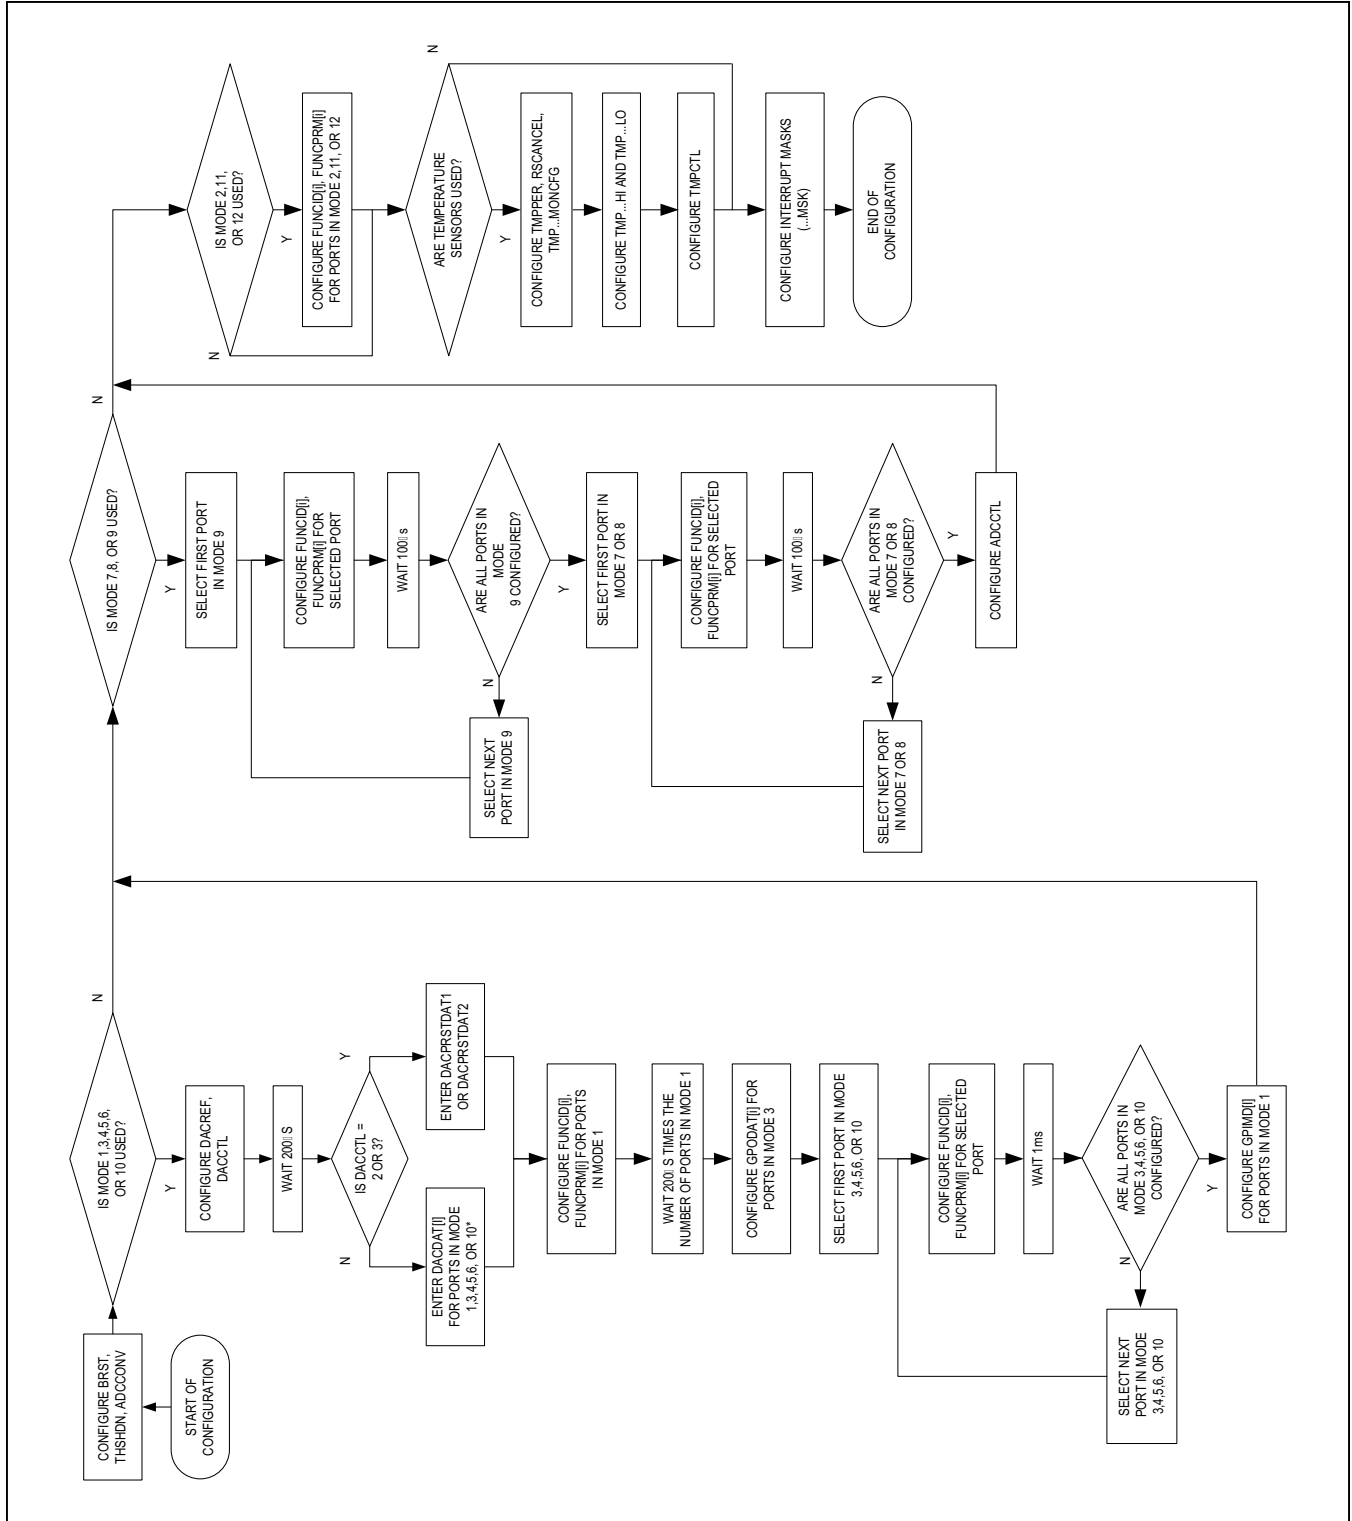 START OF
CONFIGURATION
CONFIGURE BRST,
THSHDN, ADCCONV
IS MODE 1,3,4,5,6,
OR 10 USED?
N
Y
CONFIGURE DACREF,
DACCTL
WAIT 200▯ S
IS DACCTL =
2 OR 3?
N
Y
ENTER DACDAT[i]
FOR PORTS IN MODE
1,3,4,5,6, OR 10*
ENTER DACPRSTDAT1
OR DACPRSTDAT2
CONFIGURE FUNCID[i],
FUNCPRM[i] FOR PORTS
IN MODE 1
WAIT 200▯ S TIMES THE
NUMBER OF PORTS IN MODE 1
CONFIGURE GPODAT[i] FOR
PORTS IN MODE 3
SELECT FIRST PORT IN MODE
3,4,5,6, OR 10
CONFIGURE FUNCID[i],
FUNCPRM[i] FOR SELECTED
PORT
WAIT 1ms
ARE ALL PORTS IN
MODE 3,4,5,6, OR 10
CONFIGURED?
N
Y
SELECT NEXT
PORT IN MODE
3,4,5,6, OR 10
CONFIGURE GPIMD[i]
FOR PORTS IN MODE 1
IS MODE 7,8, OR 9 USED?
N
Y
SELECT FIRST PORT
IN MODE 9
CONFIGURE FUNCID[i],
FUNCPRM[i] FOR
SELECTED PORT
WAIT 100▯ s
ARE ALL PORTS IN
MODE
9 CONFIGURED?
N
Y
SELECT NEXT
PORT IN MODE 9
SELECT FIRST PORT IN
MODE 7 OR 8
CONFIGURE FUNCID[i],
FUNCPRM[i] FOR SELECTED
PORT
WAIT 100▯ s
ARE ALL PORTS IN
MODE 7 OR 8
CONFIGURED?
N
Y
SELECT NEXT PORT
IN MODE 7 OR 8
CONFIGURE ADCCTL
IS MODE 2,11,
OR 12 USED?
N
Y
CONFIGURE FUNCID[i], FUNCPRM[i]
FOR PORTS IN MODE 2,11, OR 12
ARE TEMPERATURE
SENSORS USED?
N
Y
CONFIGURE TMPPER, RSCANCEL,
TMP...MONCFG
CONFIGURE TMP...HI AND TMP...LO
CONFIGURE TMPCTL
CONFIGURE INTERRUPT MASKS
(...MSK)
END OF
CONFIGURATION